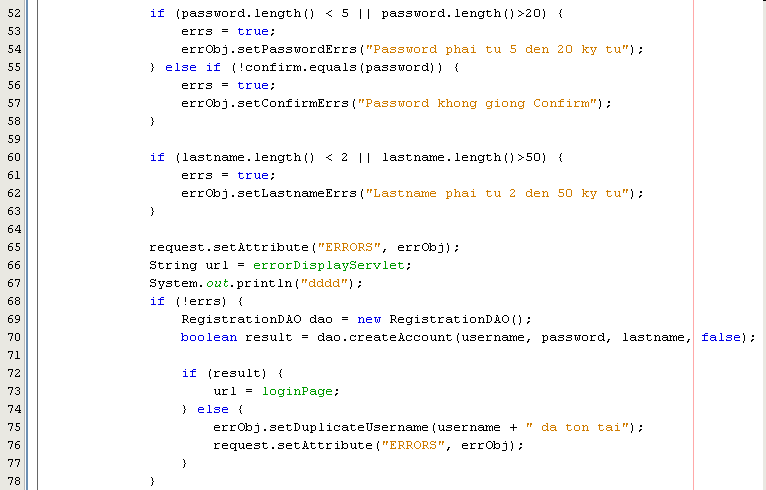 52 if (password.length() < 5 || password.length()>20) {
53 errs = true;
54 errObj.setPasswordErrs("Password phai tu 5 den 20 ky tu");
55 } else if (!confirm.equals(password)) {
56 errs = true;
57 errObj.setConfirmErrs("Password khong giong Confirm");
58 }
59
60 if (lastname.length() < 2 || lastname.length()>50) {
61 errs = true;
62 errObj.setLastnameErrs("Lastname phai tu 2 den 50 ky tu");
63 }
64
65 request.setAttribute("ERRORS", errObj);
66 String url = errorDisplayServlet;
67 System.out.println("dddd");
68 if (!errs) {
69 RegistrationDAO dao = new RegistrationDAO();
70 boolean result = dao.createAccount(username, password, lastname, false);
71
72 if (result) {
73 url = loginPage;
74 } else {
75 errObj.setDuplicateUsername(username + " da ton tai");
76 request.setAttribute("ERRORS", errObj);
77 }
78 }